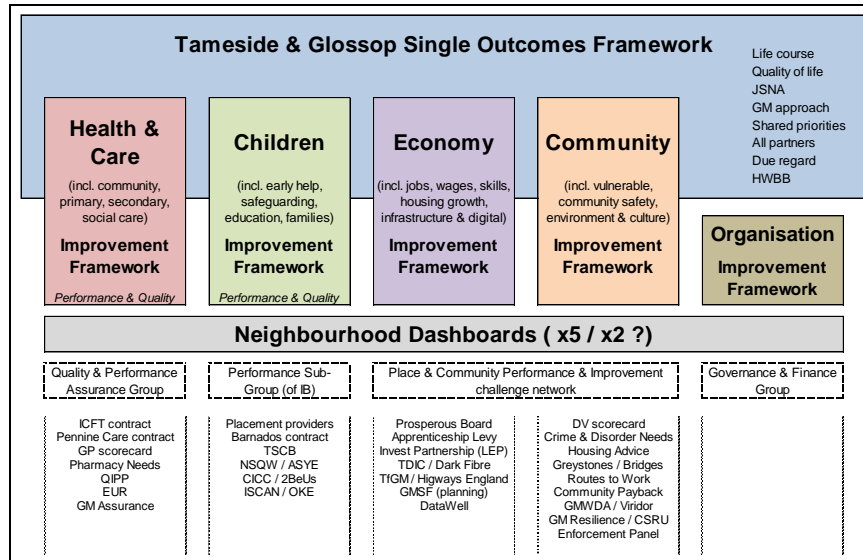 Tameside & Glossop Single Outcomes Framework
Life course
Quality of life
JSNA
GM approach
Shared priorities
All partners
Due regard
HWBB
Health &
Care
(incl. community,
primary, secondary,
social care)
Improvement
Framework
Performance & Quality
Children
(incl. early help,
safeguarding,
education, families)
Improvement
Framework
Performance & Quality
Economy
(incl. jobs, wages, skills,
housing growth,
infrastructure & digital)
Improvement
Framework
Community
(incl. vulnerable,
community safety,
environment & culture)
Improvement
Framework
Organisation
Improvement
Framework
Neighbourhood Dashboards ( x5 / x2 ?)
Quality & Performance
Assurance Group
Performance Sub-
Group (of IB)
Place & Community Performance & Improvement
challenge network
Governance & Finance
Group
ICFT contract
Pennine Care contract
GP scorecard
Pharmacy Needs
QIPP
EUR
GM Assurance
Placement providers
Barnados contract
TSCB
NSQW / ASYE
CICC / 2BeUs
ISCAN / OKE
Prosperous Board
Apprenticeship Levy
Invest Partnership (LEP)
TDIC / Dark Fibre
TfGM / Higways England
GMSF (planning)
DataWell
DV scorecard
Crime & Disorder Needs
Housing Advice
Greystones / Bridges
Routes to Work
Community Payback
GMWDA / Viridor
GM Resilience / CSRU
Enforcement Panel